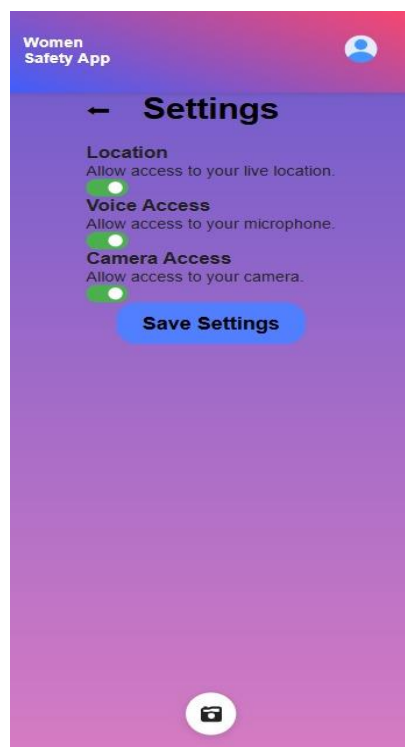 Women
Safety App
← Settings
Location
Allow access to your live location.
Voice Access
Allow access to your microphone.
Camera Access
Allow access to your camera.
Save Settings